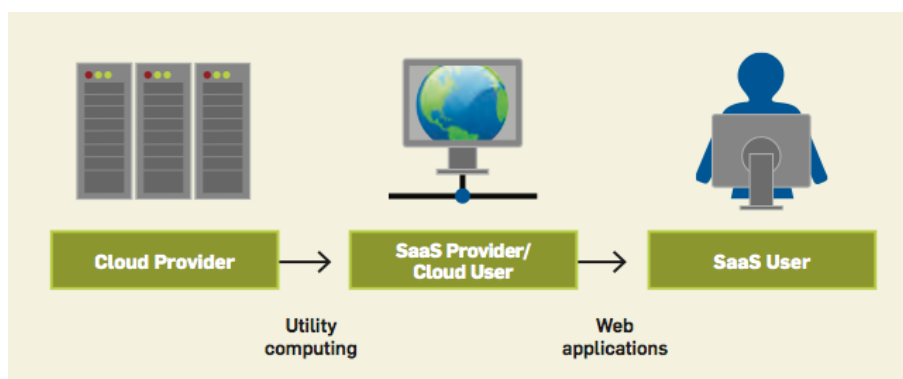 Cloud Provider
SaaS Provider/
Cloud User
SaaS User
Utility
computing
Web
applications